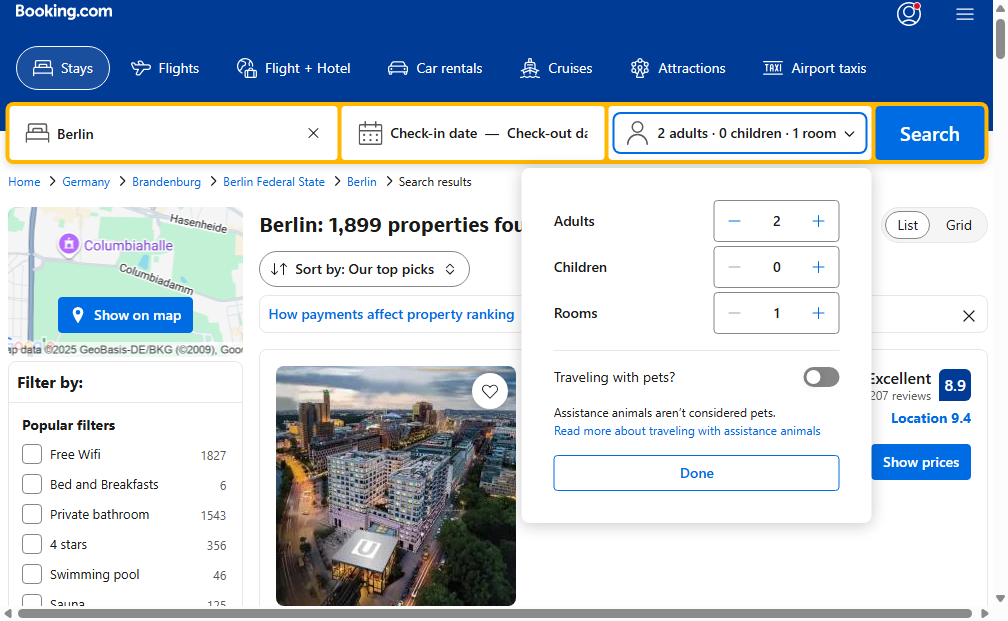 Booking.com
Stays
Flights
Flight + Hotel
Car rentals
Cruises
Attractions
TAXI
Airport taxis
Berlin
Check-in date — Check-out da
2 adults · 0 children · 1 room
Search
Home > Germany > Brandenburg > Berlin Federal State > Berlin > Search results
Hasenheide
Columbiahalle
Columbiadamm
Show on map
ap data ©2025 GeoBasis-DE/BKG (©2009), Goo
Filter by:
Popular filters
Free Wifi 1827
Bed and Breakfasts 6
Private bathroom 1543
4 stars 356
Swimming pool 46
Sauna 125
Berlin: 1,899 properties fou
List
Grid
Sort by: Our top picks
How payments affect property ranking
U
Adults − 2 +
Children − 0 +
Rooms − 1 +
Traveling with pets?
Assistance animals aren't considered pets.
Read more about traveling with assistance animals
Done
Excellent
207 reviews
8.9
Location 9.4
Show prices